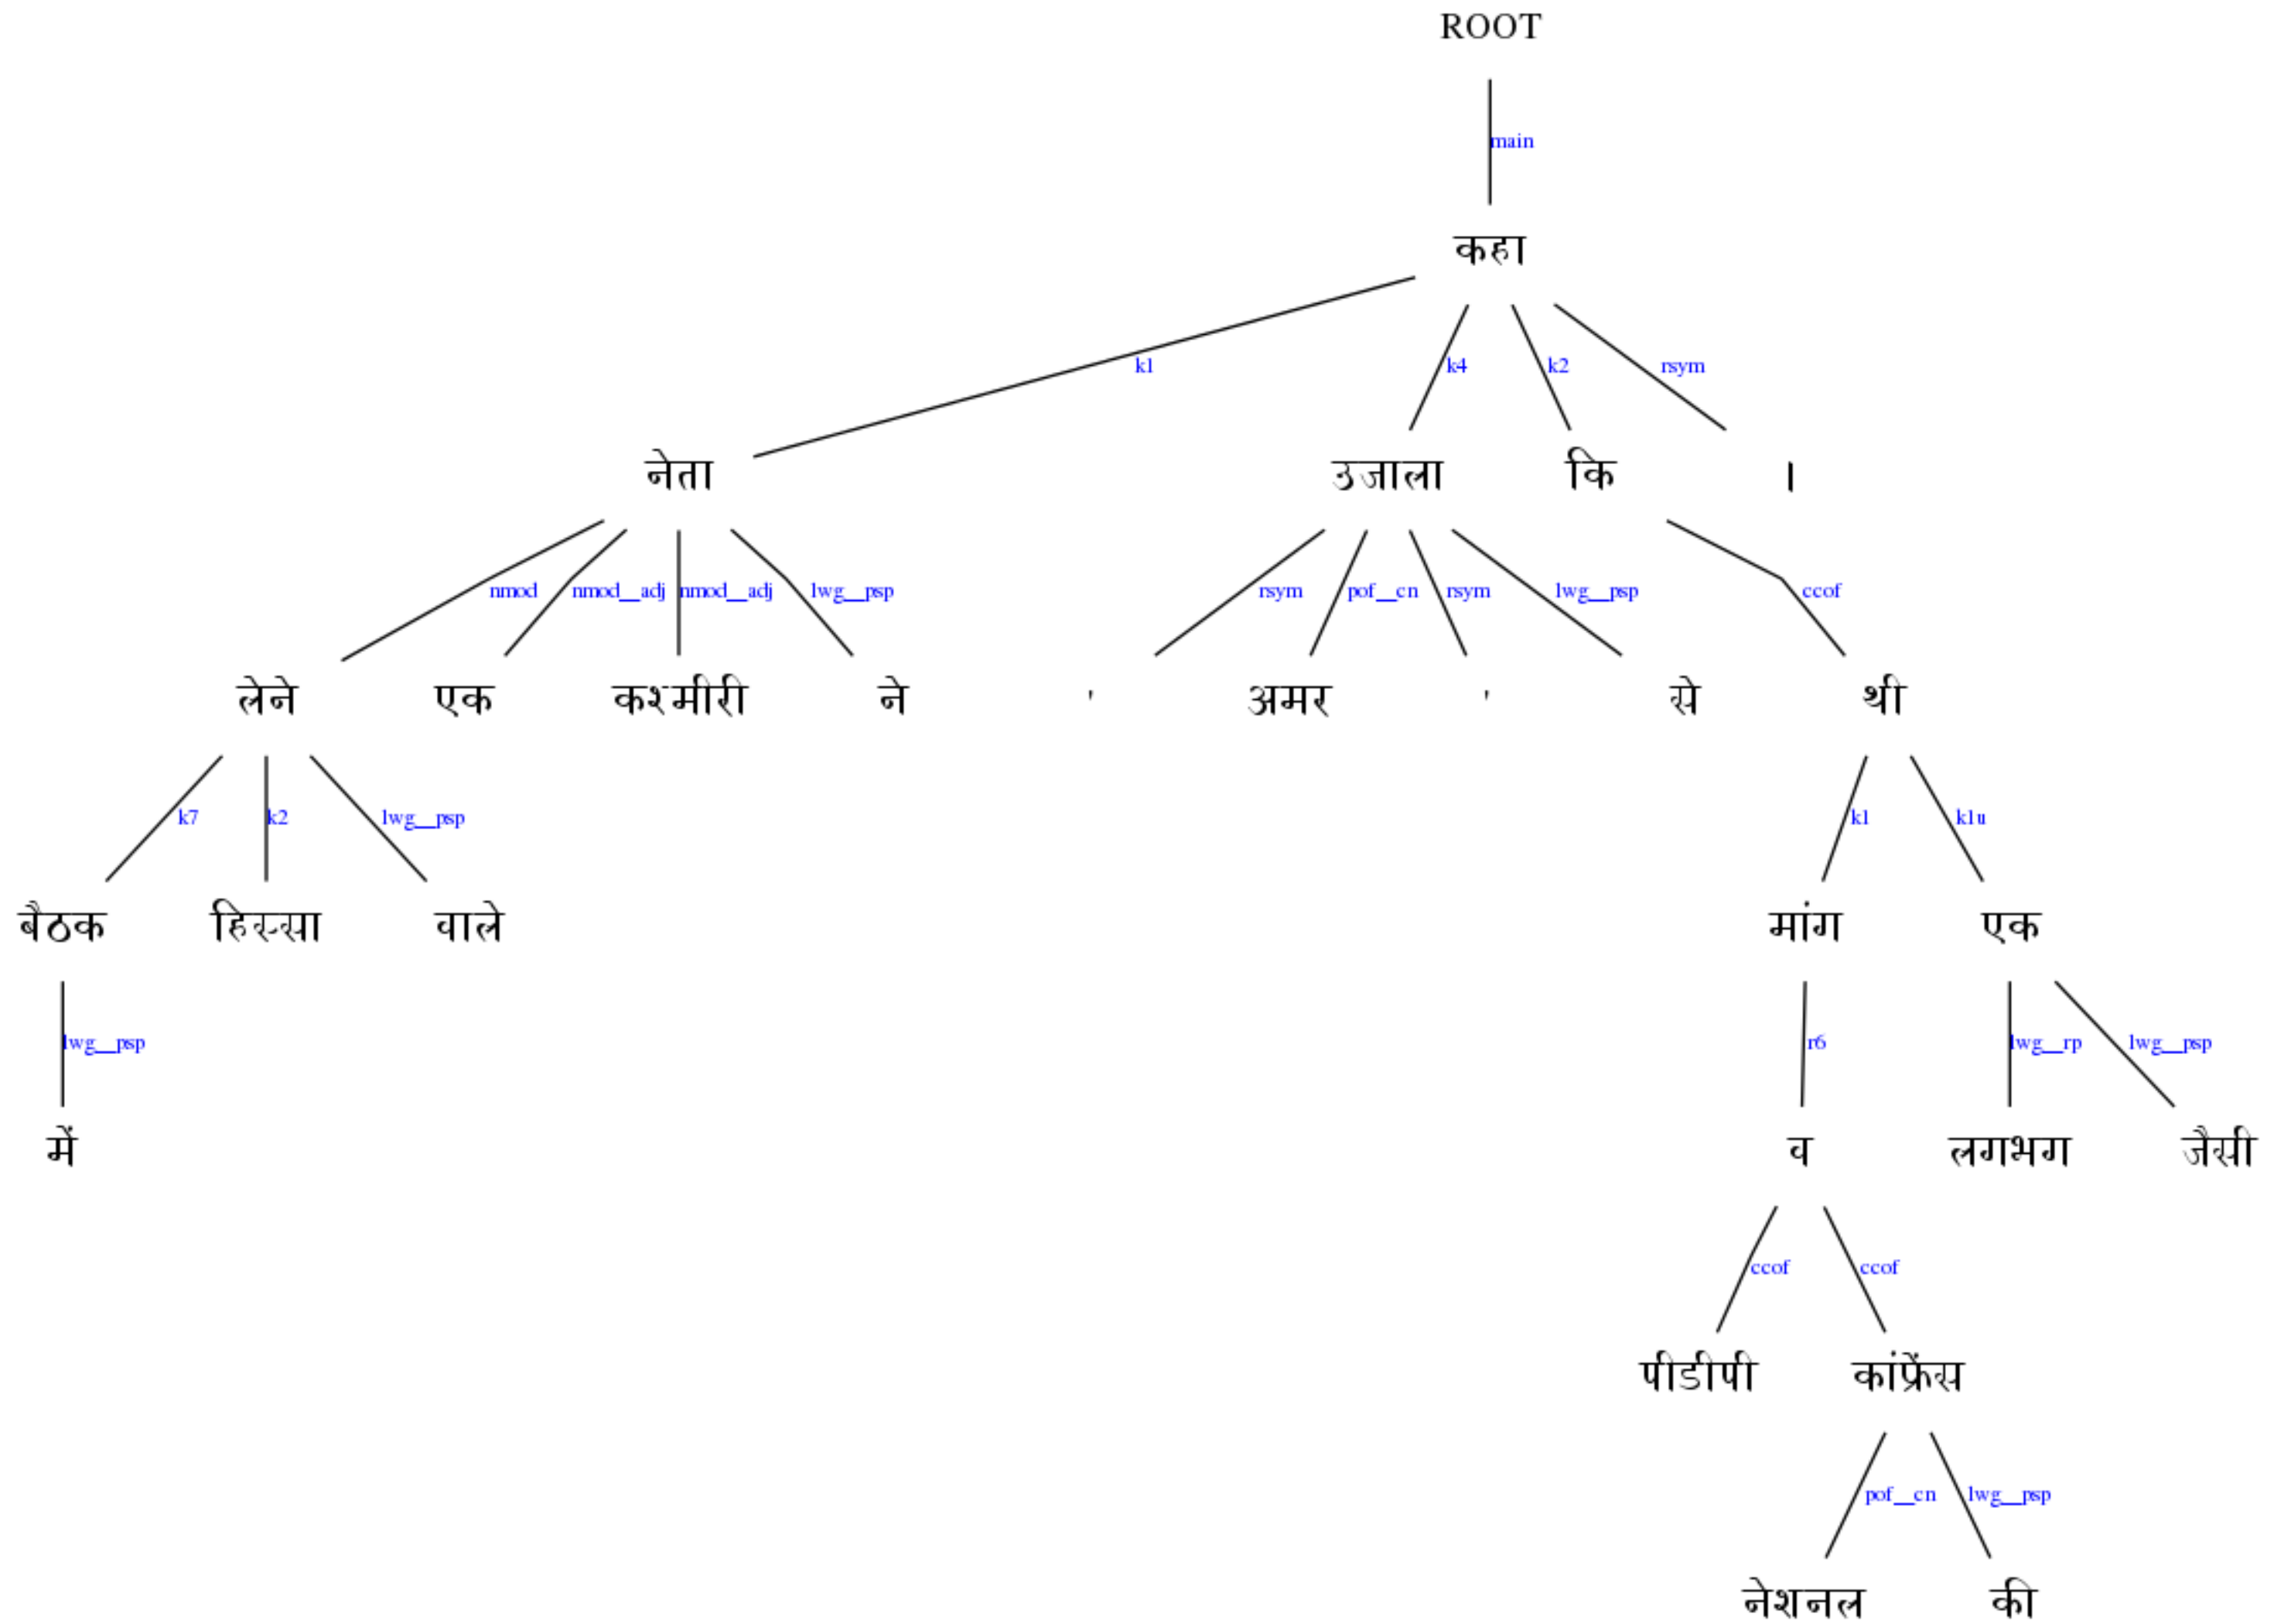 ROOT
main
कहा
k1 k4 k2 rsym
नेता उजाला कि ।
nmod nmod__adj nmod__adj lwg__psp rsym pof__cn rsym lwg__psp ccof
लेने एक कश्मीरी ने ' अमर ' से थी
k7 k2 lwg__psp k1 k1u
बैठक हिस्सा वाले मांग एक
lwg__psp r6 lwg__rp lwg__psp
में व लगभग जैसी
ccof ccof
पीडीपी कांफ्रेंस
pof__cn lwg__psp
नेशनल की